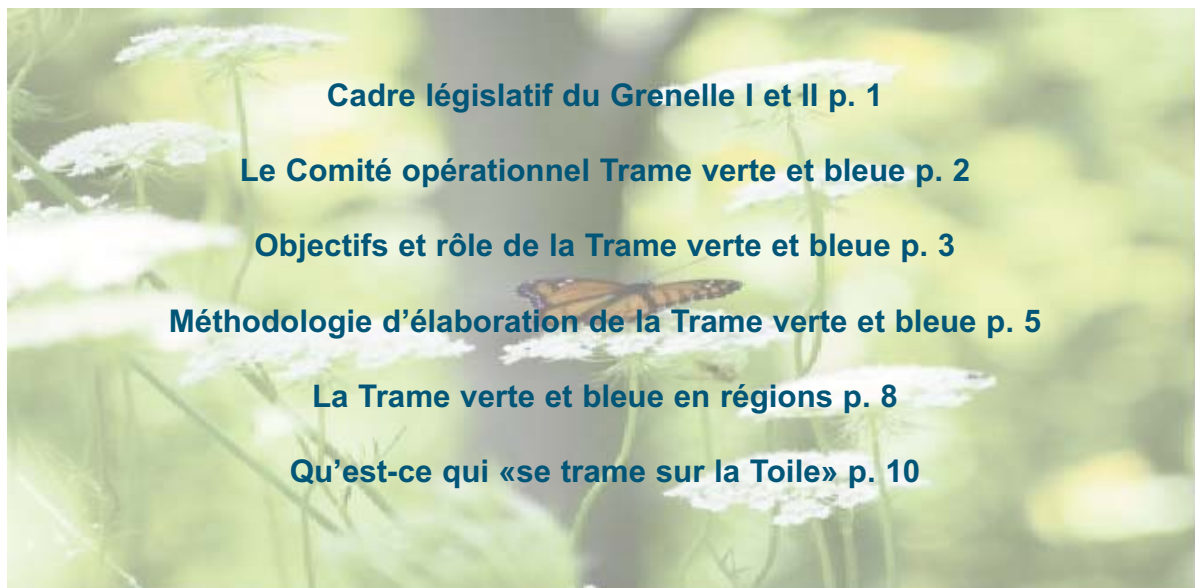 Cadre législatif du Grenelle I et II p. 1
Le Comité opérationnel Trame verte et bleue p. 2
Objectifs et rôle de la Trame verte et bleue p. 3
Méthodologie d’élaboration de la Trame verte et bleue p. 5
La Trame verte et bleue en régions p. 8
Qu’est-ce qui «se trame sur la Toile» p. 10